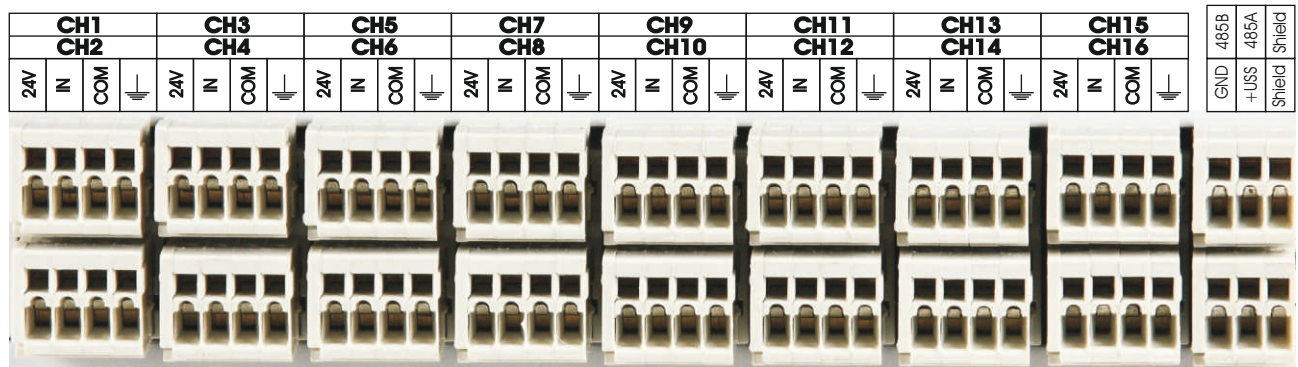 CH1 CH3 CH5 CH7 CH9 CH11 CH13 CH15
CH2 CH4 CH6 CH8 CH10 CH12 CH14 CH16
24V IN COM 24V IN COM 24V IN COM 24V IN COM 24V IN COM 24V IN COM 24V IN COM 24V IN COM
485B 485A Shield
GND +USS Shield